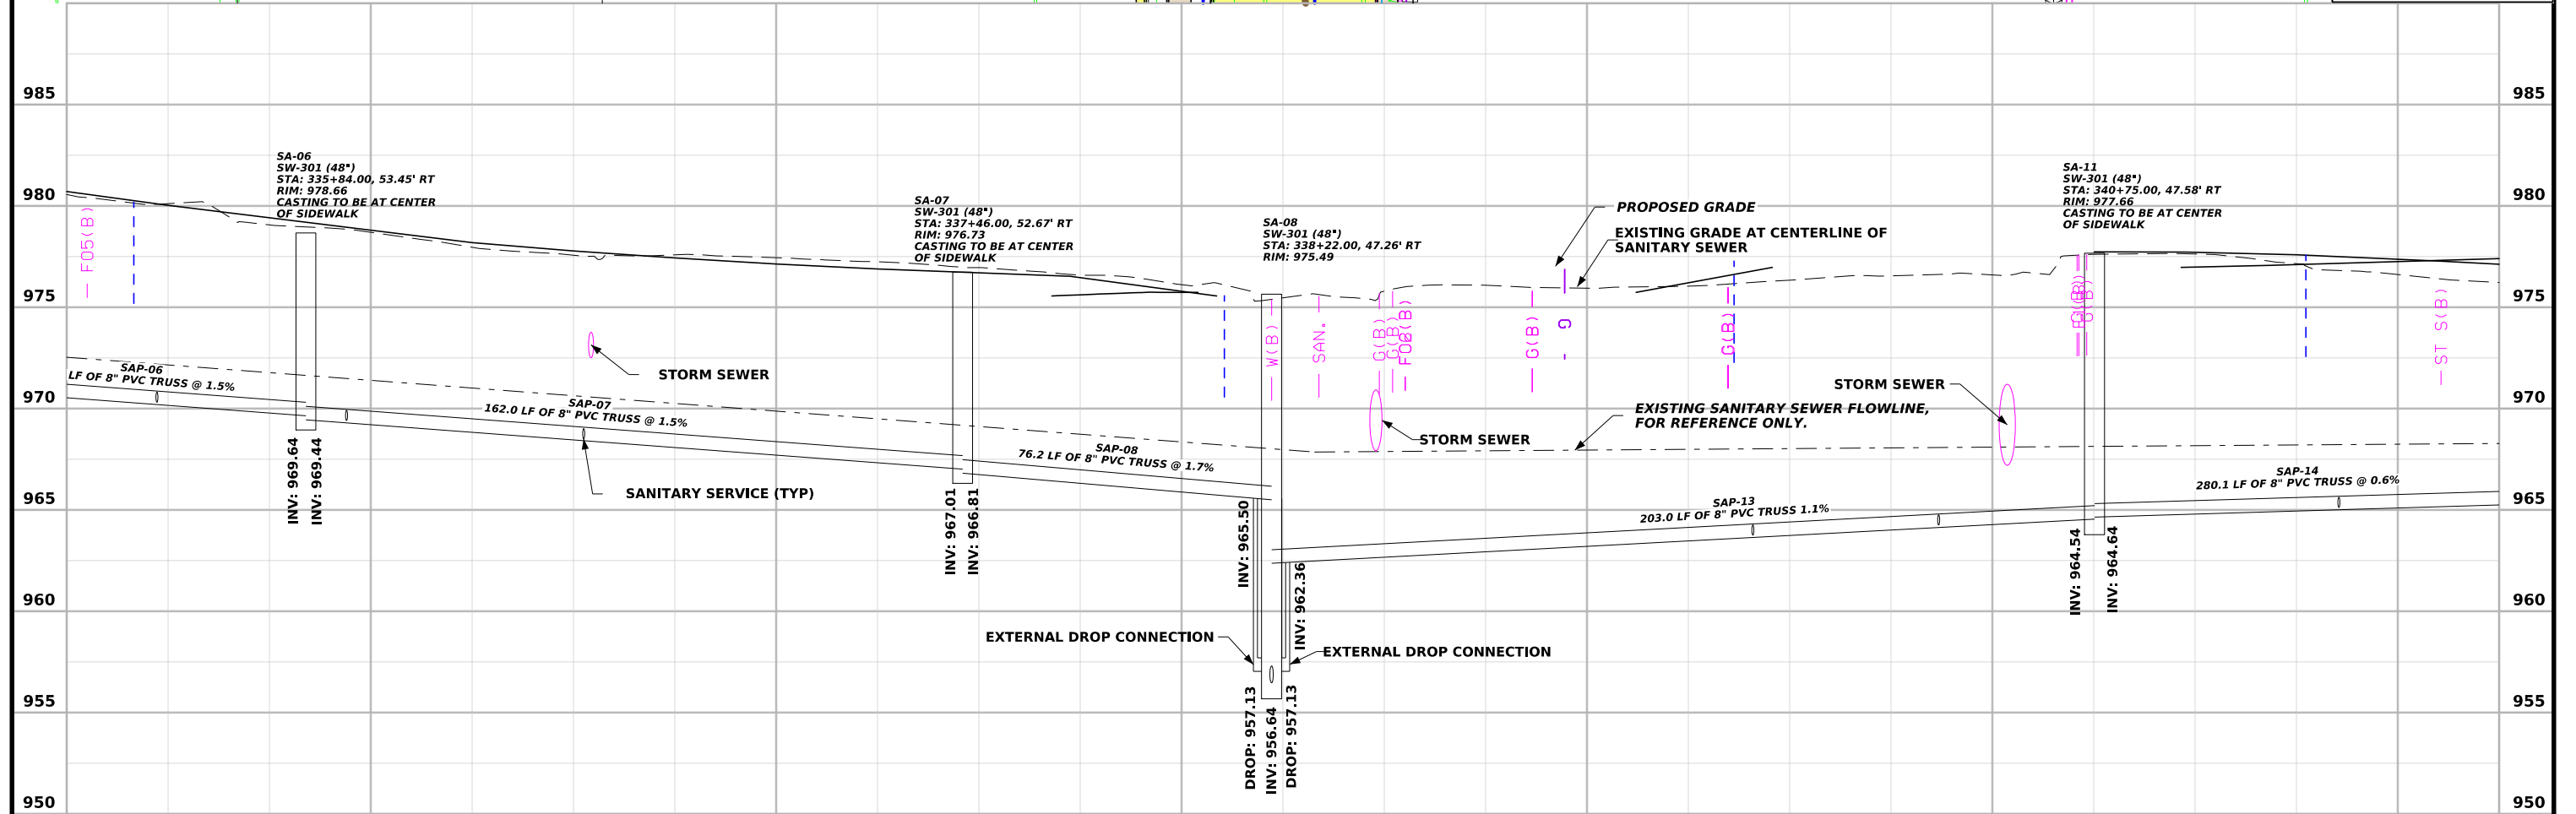 985
985
980
980
975
975
970
970
965
965
960
960
955
955
950
950
SA-06
SW-301 (48")
STA: 335+84.00, 53.45' RT
RIM: 978.66
CASTING TO BE AT CENTER
OF SIDEWALK
SA-07
SW-301 (48")
STA: 337+46.00, 52.67' RT
RIM: 976.73
CASTING TO BE AT CENTER
OF SIDEWALK
SA-08
SW-301 (48")
STA: 338+22.00, 47.26' RT
RIM: 975.49
PROPOSED GRADE
EXISTING GRADE AT CENTERLINE OF
SANITARY SEWER
SA-11
SW-301 (48")
STA: 340+75.00, 47.58' RT
RIM: 977.66
CASTING TO BE AT CENTER
OF SIDEWALK
FO5(B)
W(B)
SAN.
G(B)
G(B)
G(B)
G
G(B)
G(B)
ST S(B)
STORM SEWER
STORM SEWER
STORM SEWER
EXISTING SANITARY SEWER FLOWLINE,
FOR REFERENCE ONLY.
SAP-06
LF OF 8" PVC TRUSS @ 1.5%
SAP-07
162.0 LF OF 8" PVC TRUSS @ 1.5%
SAP-08
76.2 LF OF 8" PVC TRUSS @ 1.7%
SAP-13
203.0 LF OF 8" PVC TRUSS 1.1%
SAP-14
280.1 LF OF 8" PVC TRUSS @ 0.6%
SANITARY SERVICE (TYP)
INV: 969.64
INV: 969.44
INV: 967.01
INV: 966.81
INV: 965.50
INV: 962.36
INV: 964.54
INV: 964.64
EXTERNAL DROP CONNECTION
EXTERNAL DROP CONNECTION
DROP: 957.13
INV: 956.64
DROP: 957.13